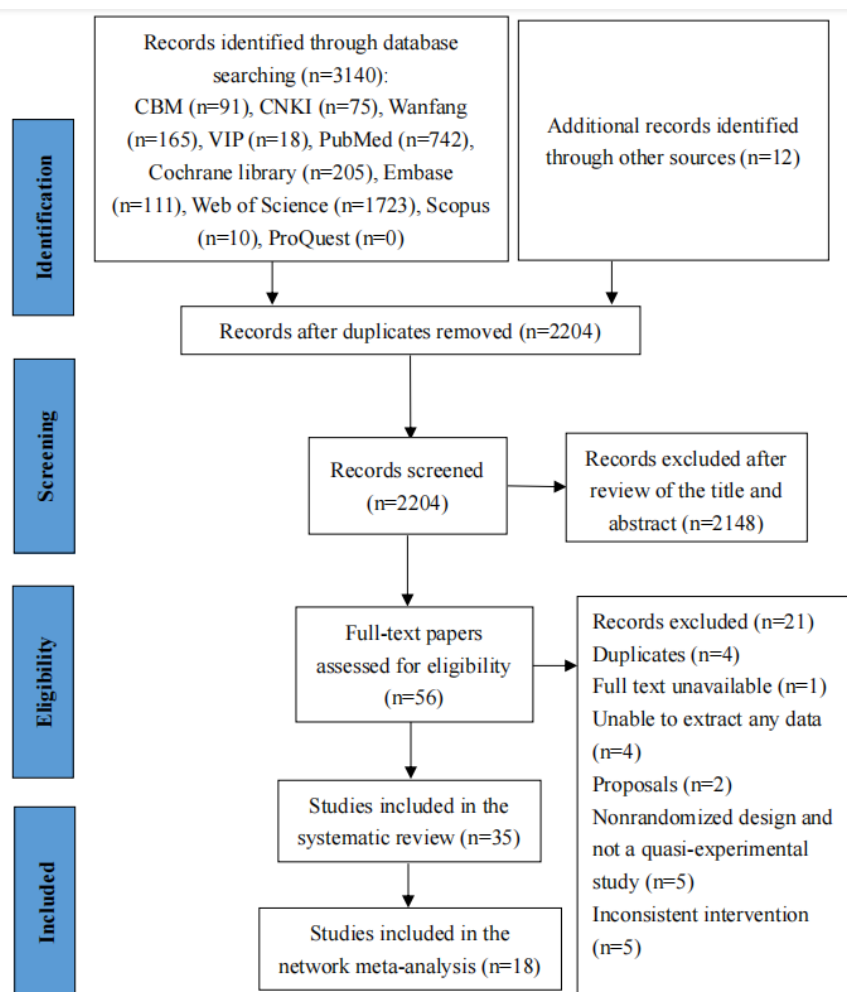 Records identified through database
searching (n=3140):
CBM (n=91), CNKI (n=75), Wanfang
(n=165), VIP (n=18), PubMed (n=742),
Cochrane library (n=205), Embase
(n=111), Web of Science (n=1723), Scopus
(n=10), ProQuest (n=0)
Additional records identified
through other sources (n=12)
Identification
Records after duplicates removed (n=2204)
Screening
Records screened
(n=2204)
Records excluded after
review of the title and
abstract (n=2148)
Eligibility
Full-text papers
assessed for eligibility
(n=56)
Records excluded (n=21)
Duplicates (n=4)
Full text unavailable (n=1)
Unable to extract any data
(n=4)
Proposals (n=2)
Nonrandomized design and
not a quasi-experimental
study (n=5)
Inconsistent intervention
(n=5)
Included
Studies included in the
systematic review (n=35)
Studies included in the
network meta-analysis (n=18)